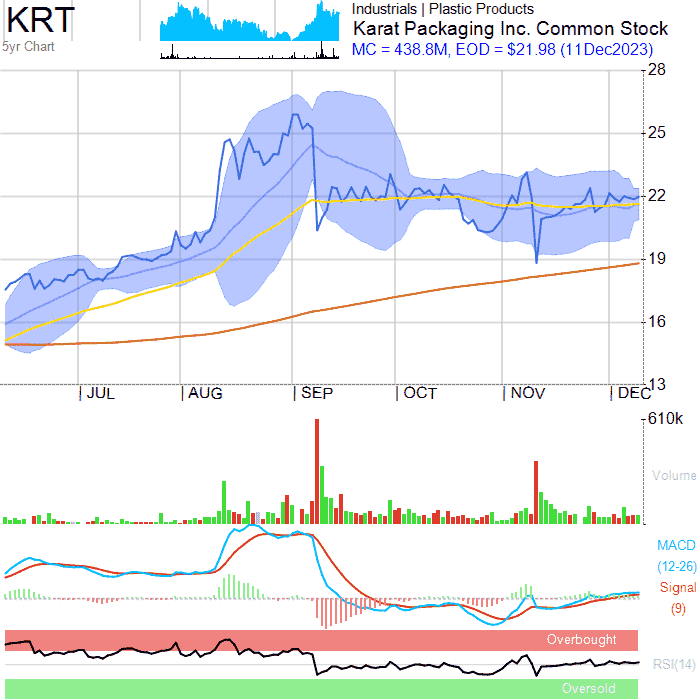 KRT
5yr Chart
Industrials | Plastic Products
Karat Packaging Inc. Common Stock
MC = 438.8M, EOD = $21.98 (11Dec2023)
28
25
22
19
16
13
JUL AUG SEP OCT NOV DEC
610k
Volume
MACD
(12-26)
Signal
(9)
Overbought
RSI(14)
Oversold